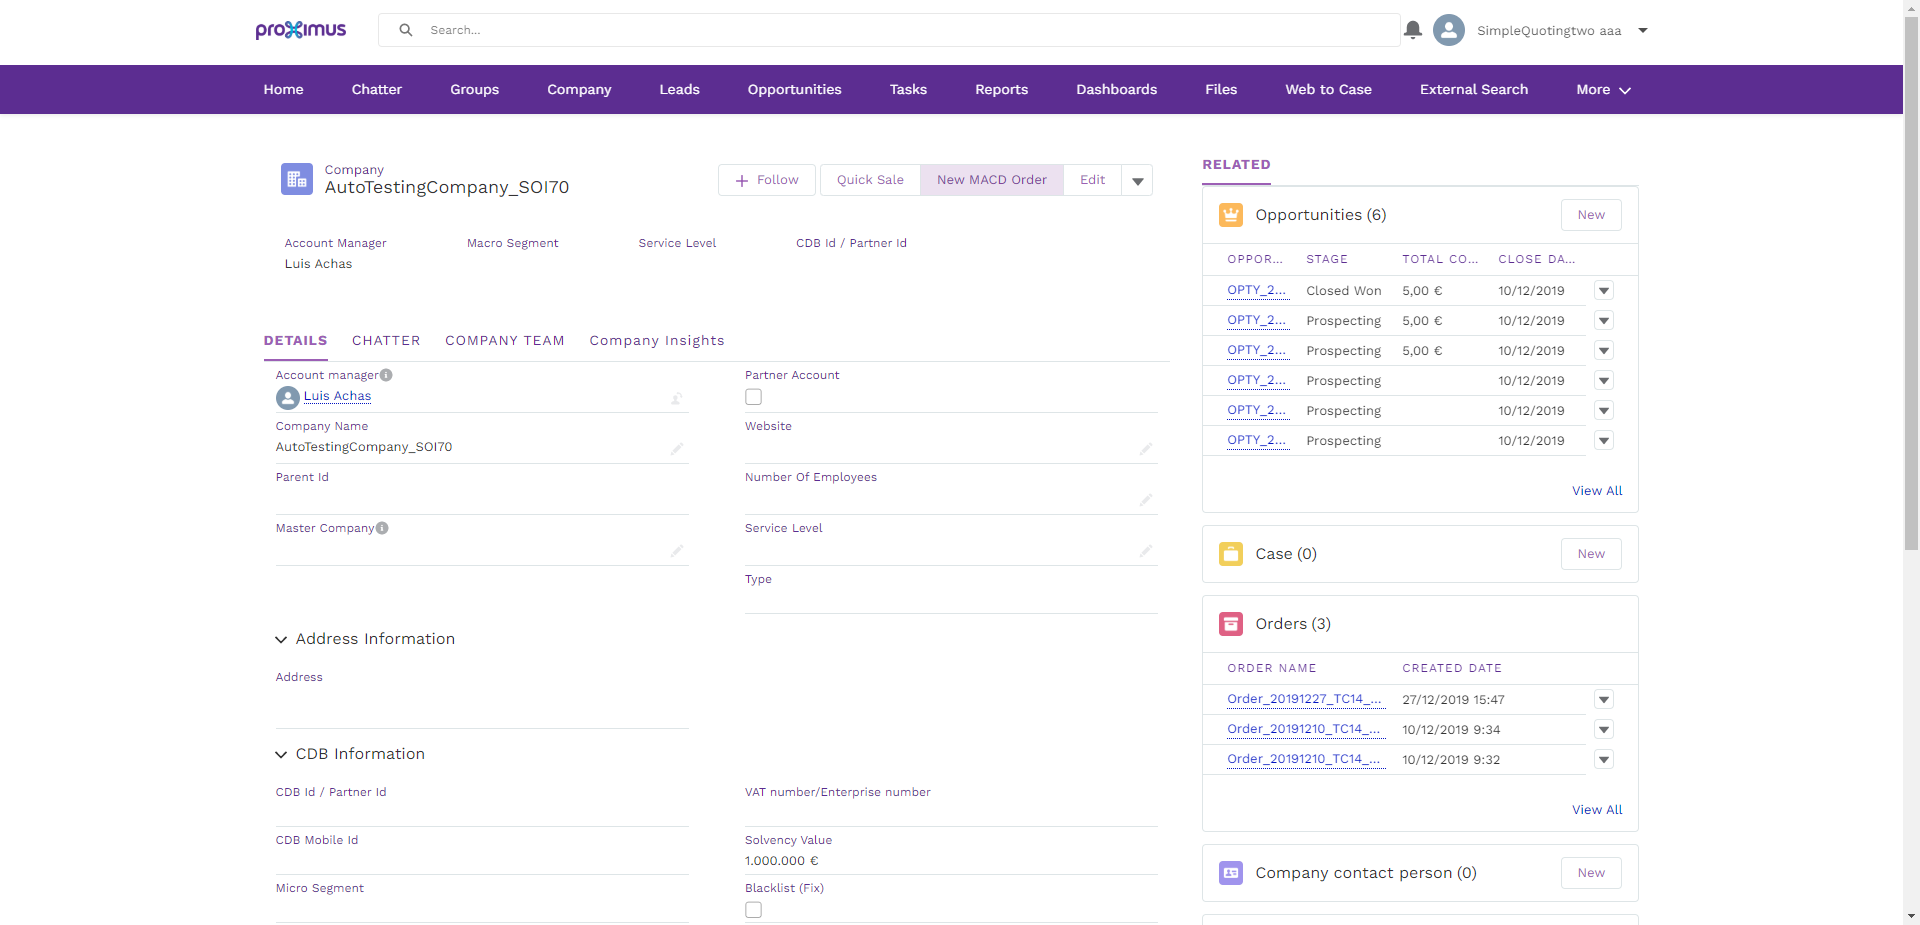 proximus
Search...
SimpleQuotingtwo aaa
Home Chatter Groups Company Leads Opportunities Tasks Reports Dashboards Files Web to Case External Search More
Company
AutoTestingCompany_SOI70
Follow Quick Sale New MACD Order Edit
Account Manager Macro Segment Service Level CDB Id / Partner Id
Luis Achas
DETAILS CHATTER COMPANY TEAM Company Insights
Account manager
Luis Achas
Partner Account
Company Name
AutoTestingCompany_SOI70
Website
Parent Id
Number Of Employees
Master Company
Service Level
Type
Address Information
Address
CDB Information
CDB Id / Partner Id
VAT number/Enterprise number
CDB Mobile Id
Solvency Value
1.000.000 €
Micro Segment
Blacklist (Fix)
RELATED
Opportunities (6)
New
OPPOR... STAGE TOTAL CO... CLOSE DA...
OPTY_2... Closed Won 5,00 € 10/12/2019
OPTY_2... Prospecting 5,00 € 10/12/2019
OPTY_2... Prospecting 5,00 € 10/12/2019
OPTY_2... Prospecting 10/12/2019
OPTY_2... Prospecting 10/12/2019
OPTY_2... Prospecting 10/12/2019
View All
Case (0)
New
Orders (3)
ORDER NAME CREATED DATE
Order_20191227_TC14_... 27/12/2019 15:47
Order_20191210_TC14_... 10/12/2019 9:34
Order_20191210_TC14_... 10/12/2019 9:32
View All
Company contact person (0)
New